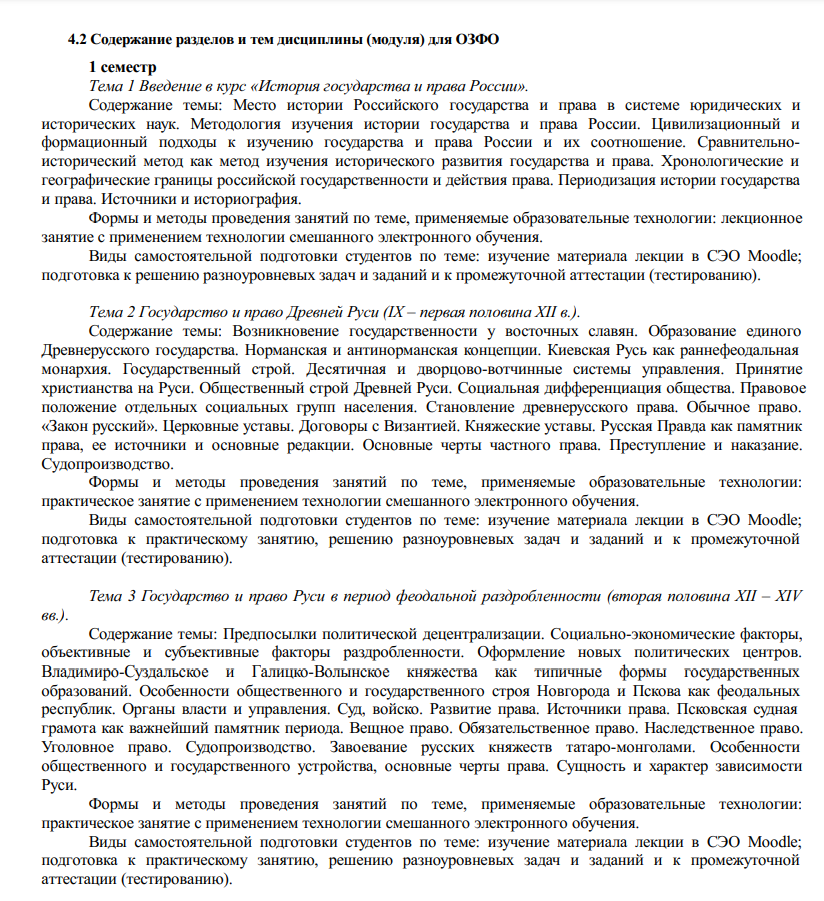 4.2 Содержание разделов и тем дисциплины (модуля) для ОЗФО
1 семестр
Тема 1 Введение в курс «История государства и права России».
Содержание темы: Место истории Российского государства и права в системе юридических и
исторических наук. Методология изучения истории государства и права России. Цивилизационный и
формационный подходы к изучению государства и права России и их соотношение. Сравнительно-
исторический метод как метод изучения исторического развития государства и права. Хронологические и
географические границы российской государственности и действия права. Периодизация истории государства
и права. Источники и историография.
Формы и методы проведения занятий по теме, применяемые образовательные технологии: лекционное
занятие с применением технологии смешанного электронного обучения.
Виды самостоятельной подготовки студентов по теме: изучение материала лекции в СЭО Moodle;
подготовка к решению разноуровневых задач и заданий и к промежуточной аттестации (тестированию).
Тема 2 Государство и право Древней Руси (IX – первая половина XII в.).
Содержание темы: Возникновение государственности у восточных славян. Образование единого
Древнерусского государства. Норманская и антинорманская концепции. Киевская Русь как раннефеодальная
монархия. Государственный строй. Десятичная и дворцово-вотчинные системы управления. Принятие
христианства на Руси. Общественный строй Древней Руси. Социальная дифференциация общества. Правовое
положение отдельных социальных групп населения. Становление древнерусского права. Обычное право.
«Закон русский». Церковные уставы. Договоры с Византией. Княжеские уставы. Русская Правда как памятник
права, ее источники и основные редакции. Основные черты частного права. Преступление и наказание.
Судопроизводство.
Формы и методы проведения занятий по теме, применяемые образовательные технологии:
практическое занятие с применением технологии смешанного электронного обучения.
Виды самостоятельной подготовки студентов по теме: изучение материала лекции в СЭО Moodle;
подготовка к практическому занятию, решению разноуровневых задач и заданий и к промежуточной
аттестации (тестированию).
Тема 3 Государство и право Руси в период феодальной раздробленности (вторая половина XII – XIV
вв.).
Содержание темы: Предпосылки политической децентрализации. Социально-экономические факторы,
объективные и субъективные факторы раздробленности. Оформление новых политических центров.
Владимиро-Суздальское и Галицко-Волынское княжества как типичные формы государственных
образований. Особенности общественного и государственного строя Новгорода и Пскова как феодальных
республик. Органы власти и управления. Суд, войско. Развитие права. Источники права. Псковская судная
грамота как важнейший памятник периода. Вещное право. Обязательственное право. Наследственное право.
Уголовное право. Судопроизводство. Завоевание русских княжеств татаро-монголами. Особенности
общественного и государственного устройства, основные черты права. Сущность и характер зависимости
Руси.
Формы и методы проведения занятий по теме, применяемые образовательные технологии:
практическое занятие с применением технологии смешанного электронного обучения.
Виды самостоятельной подготовки студентов по теме: изучение материала лекции в СЭО Moodle;
подготовка к практическому занятию, решению разноуровневых задач и заданий и к промежуточной
аттестации (тестированию).